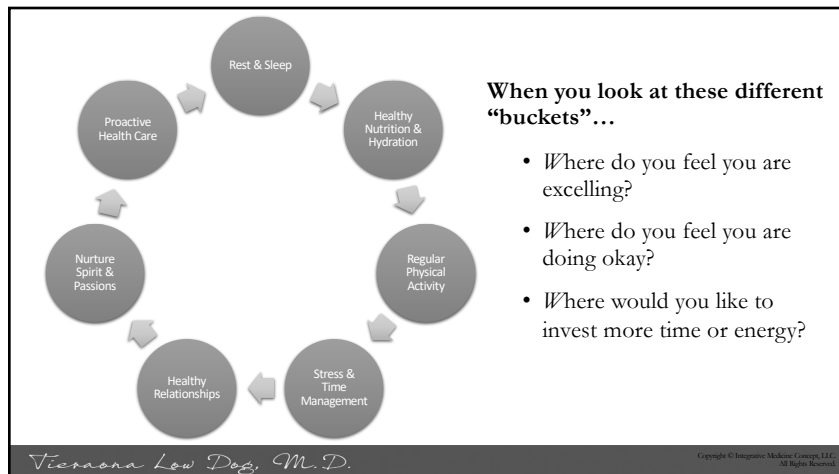 Rest & Sleep
Healthy
Nutrition &
Hydration
Regular
Physical
Activity
Stress &
Time
Management
Healthy
Relationships
Nurture
Spirit &
Passions
Proactive
Health Care
When you look at these different
“buckets”…
• Where do you feel you are
excelling?
• Where do you feel you are
doing okay?
• Where would you like to
invest more time or energy?
Tieraona Low Dog, M.D.
Copyright © Integrative Medicine Concept, LLC
All Rights Reserved.